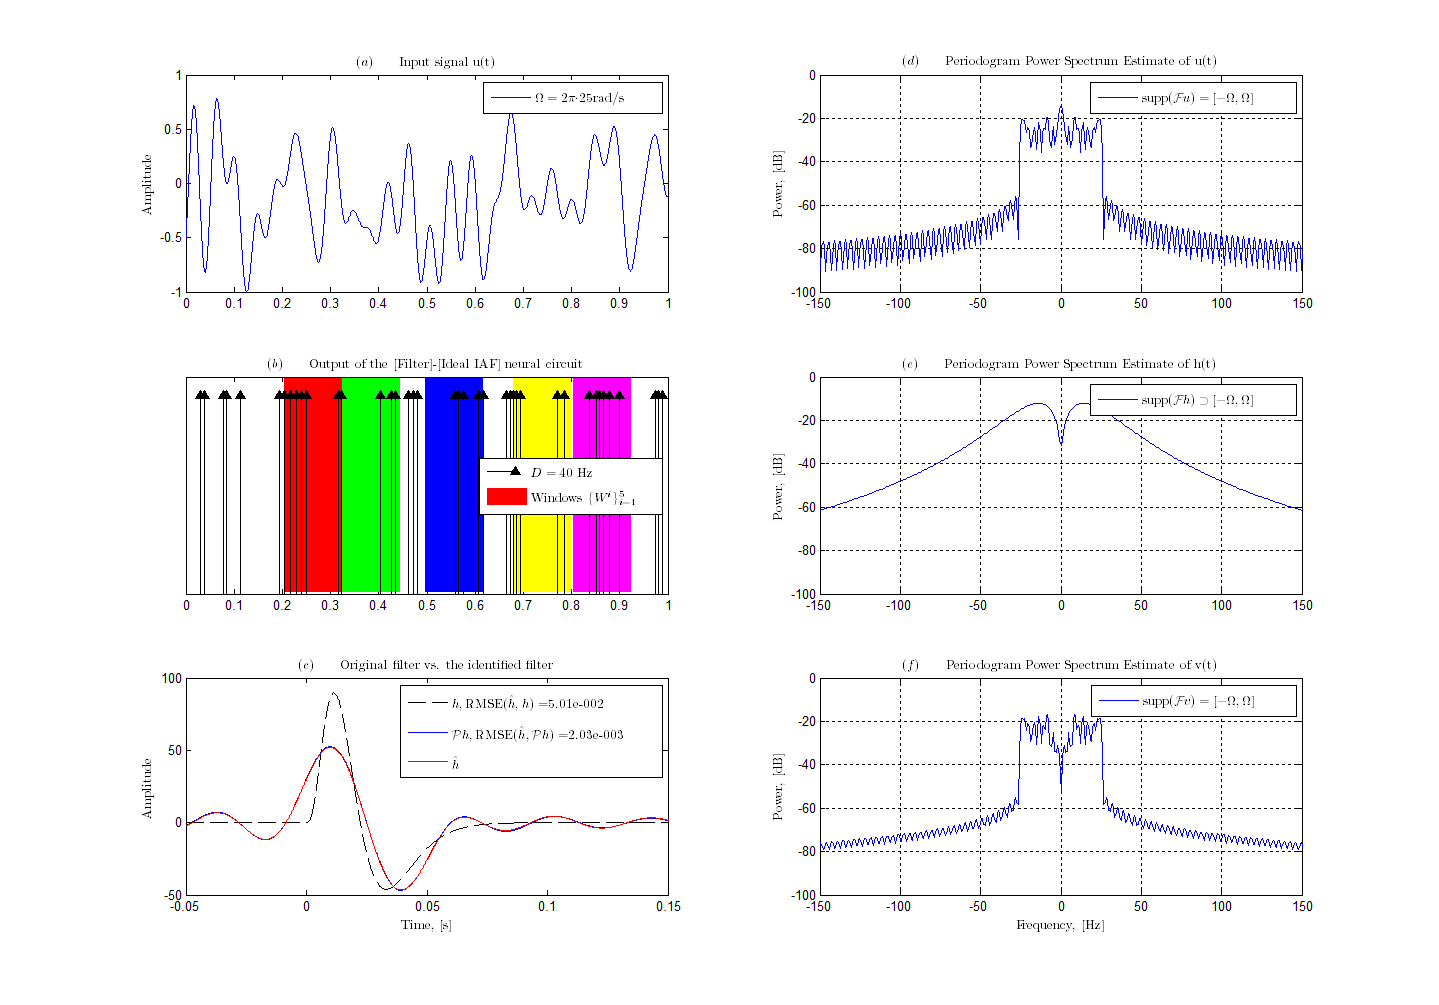 (a) Input signal u(t)
1
0.5
0
-0.5
-1
Amplitude
Ω = 2π·25rad/s
0 0.1 0.2 0.3 0.4 0.5 0.6 0.7 0.8 0.9 1
(d) Periodogram Power Spectrum Estimate of u(t)
0
-20
-40
-60
-80
-100
Power, [dB]
supp(ℱu) = [−Ω, Ω]
-150 -100 -50 0 50 100 150
(b) Output of the [Filter]-[Ideal IAF] neural circuit
D = 40 Hz
Windows {W^i}^5_{i=1}
0 0.1 0.2 0.3 0.4 0.5 0.6 0.7 0.8 0.9 1
(e) Periodogram Power Spectrum Estimate of h(t)
0
-20
-40
-60
-80
-100
Power, [dB]
supp(ℱh) ⊃ [−Ω, Ω]
-150 -100 -50 0 50 100 150
(c) Original filter vs. the identified filter
100
50
0
-50
Amplitude
h, RMSE(ĥ, h) =5.01e-002
𝒫h, RMSE(ĥ, 𝒫h) =2.03e-003
ĥ
-0.05 0 0.05 0.1 0.15
Time, [s]
(f) Periodogram Power Spectrum Estimate of v(t)
0
-20
-40
-60
-80
-100
Power, [dB]
supp(ℱv) = [−Ω, Ω]
-150 -100 -50 0 50 100 150
Frequency, [Hz]